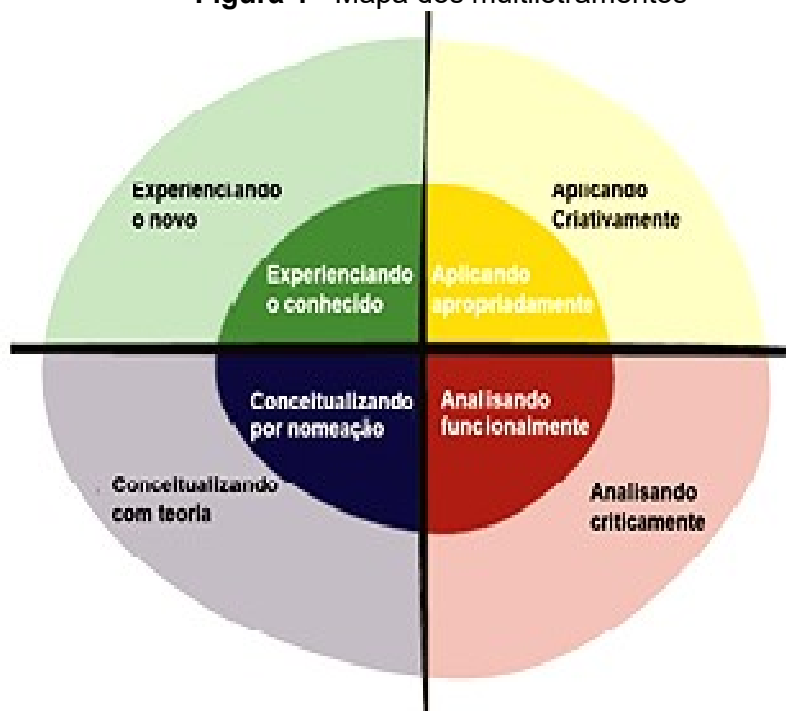 Mapa dos multiletramentos
Experienciando
o novo
Aplicando
Criativamente
Experienciando
o conhecido
Aplicando
apropriadamente
Conceitualizando
por nomeação
Analisando
funcionalmente
Conceitualizando
com teoria
Analisando
criticamente